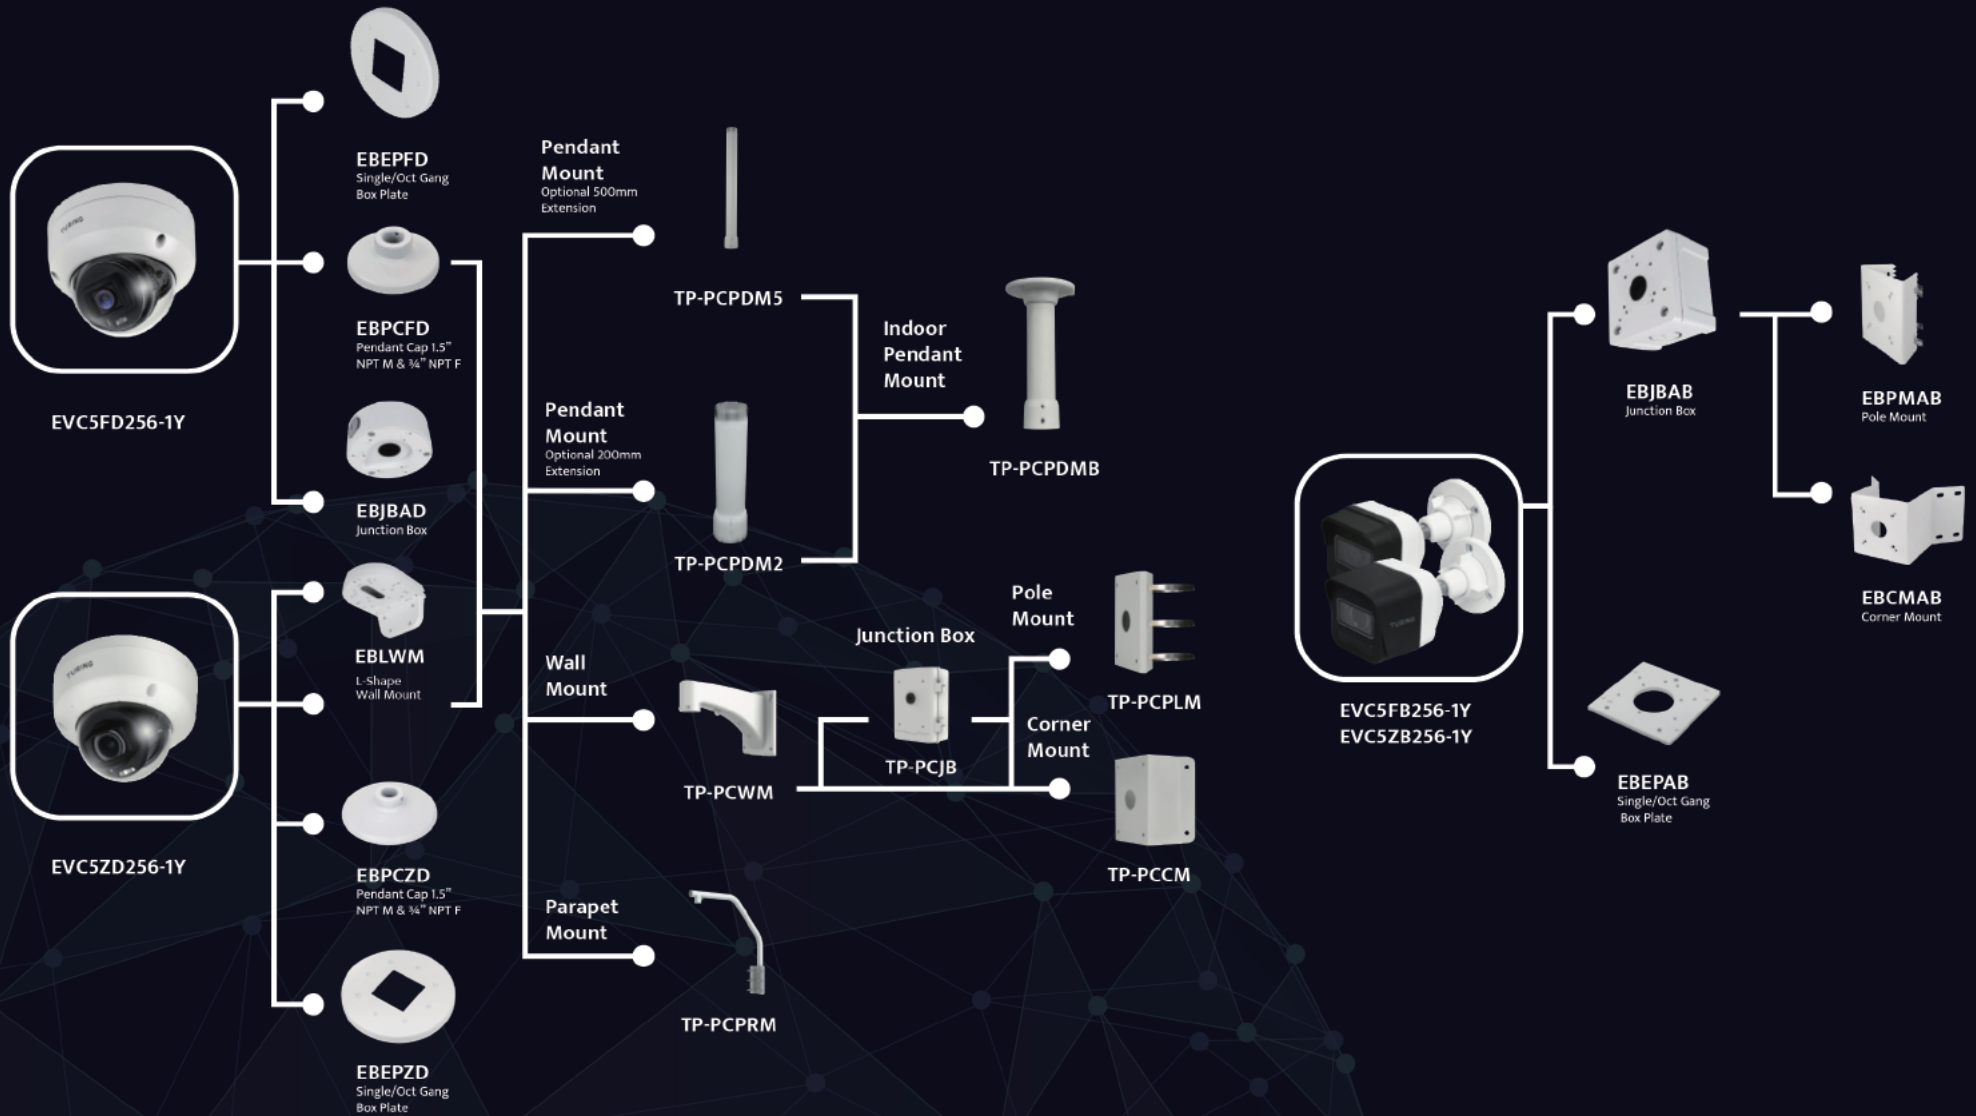 EBEPFD
Single/Oct Gang
Box Plate
TURING
EVC5FD256-1Y
EBPCFD
Pendant Cap 1.5"
NPT M & ¾" NPT F
EBJBAD
Junction Box
EBLWM
L-Shape
Wall Mount
TURING
EVC5ZD256-1Y
EBPCZD
Pendant Cap 1.5"
NPT M & ¾" NPT F
EBEPZD
Single/Oct Gang
Box Plate
Pendant
Mount
Optional 500mm
Extension
TP-PCPDM5
Pendant
Mount
Optional 200mm
Extension
TP-PCPDM2
Indoor
Pendant
Mount
TP-PCPDMB
Wall
Mount
TP-PCWM
Junction Box
TP-PCJB
Pole
Mount
TP-PCPLM
Corner
Mount
TP-PCCM
Parapet
Mount
TP-PCPRM
TURING
EVC5FB256-1Y
EVC5ZB256-1Y
EBJBAB
Junction Box
EBPMAB
Pole Mount
EBCMAB
Corner Mount
EBEPAB
Single/Oct Gang
Box Plate